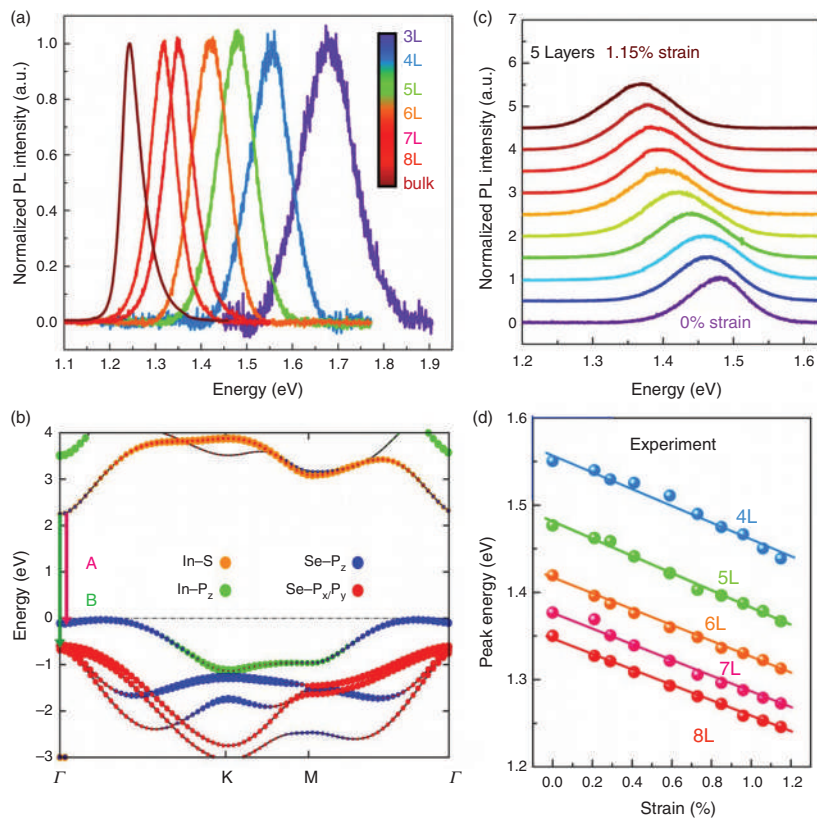 (a)
Normalized PL intensity (a.u.)
1.0
0.8
0.6
0.4
0.2
0.0
3L
4L
5L
6L
7L
8L
bulk
1.1 1.2 1.3 1.4 1.5 1.6 1.7 1.8 1.9
Energy (eV)
(c)
Normalized PL intensity (a.u.)
7
6
5
4
3
2
1
0
5 Layers 1.15% strain
0% strain
1.2 1.3 1.4 1.5 1.6
Energy (eV)
(b)
Energy (eV)
4
3
2
1
0
–1
–2
–3
A
B
In–S
Se–Pz
In–Pz
Se–Px/Py
Γ K M Γ
(d)
Peak energy (eV)
1.6
1.5
1.4
1.3
1.2
Experiment
4L
5L
6L
7L
8L
0.0 0.2 0.4 0.6 0.8 1.0 1.2
Strain (%)